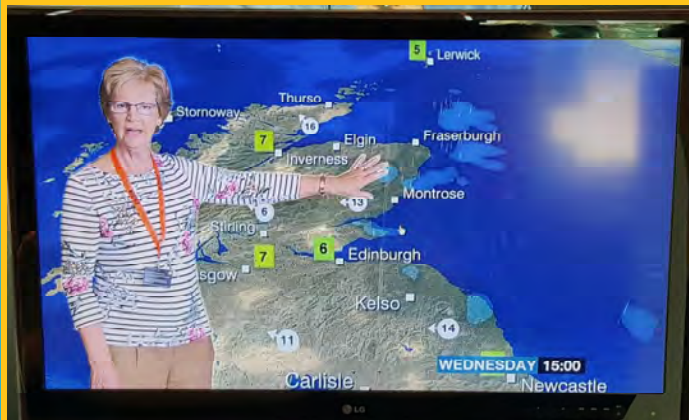 5 Lerwick
Thurso
Stornoway
16
7
Elgin
Fraserburgh
Inverness
Montrose
13
6
Stirling
7
6
Edinburgh
sgow
Kelso
11
14
WEDNESDAY 15:00
Carlisle
Newcastle
LG